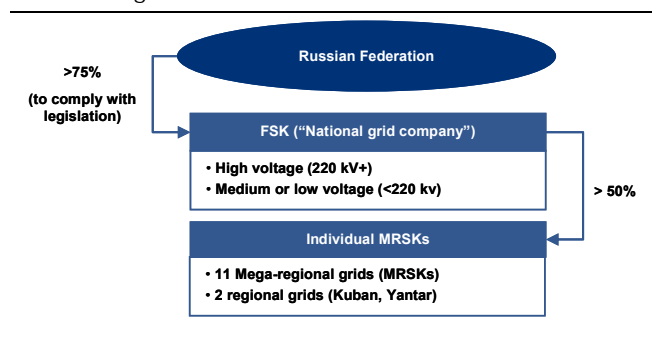 Russian Federation
>75%
(to comply with
legislation)
FSK (“National grid company”)
• High voltage (220 kV+)
• Medium or low voltage (<220 kv)
> 50%
Individual MRSKs
• 11 Mega-regional grids (MRSKs)
• 2 regional grids (Kuban, Yantar)